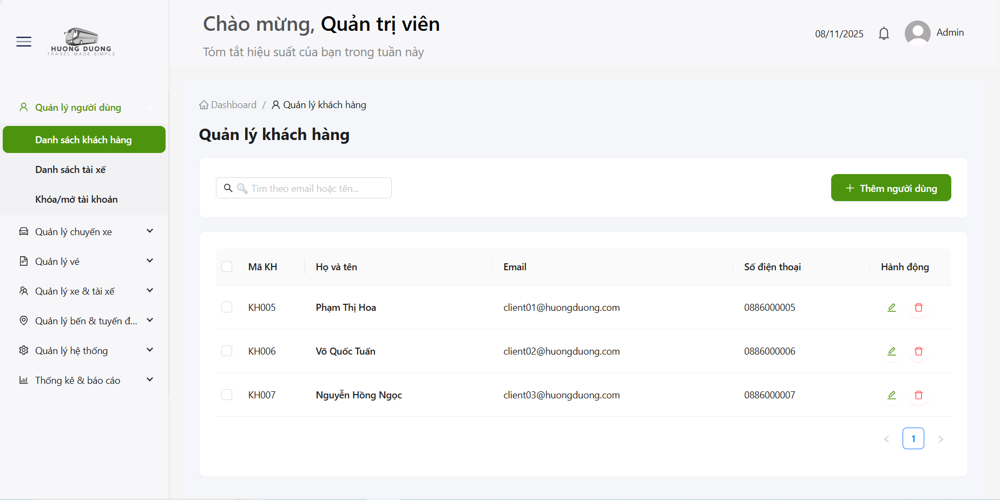 HUONG DUONG
TRAVEL MADE SIMPLE
Chào mừng, Quản trị viên
Tóm tắt hiệu suất của bạn trong tuần này
08/11/2025
Admin
Quản lý người dùng
Danh sách khách hàng
Danh sách tài xế
Khóa/mở tài khoản
Quản lý chuyến xe
Quản lý vé
Quản lý xe & tài xế
Quản lý bến & tuyến đ...
Quản lý hệ thống
Thống kê & báo cáo
Dashboard / Quản lý khách hàng
Quản lý khách hàng
Tìm theo email hoặc tên...
+ Thêm người dùng
Mã KH Họ và tên Email Số điện thoại Hành động
KH005 Phạm Thị Hoa client01@huongduong.com 0886000005
KH006 Võ Quốc Tuấn client02@huongduong.com 0886000006
KH007 Nguyễn Hồng Ngọc client03@huongduong.com 0886000007
< 1 >